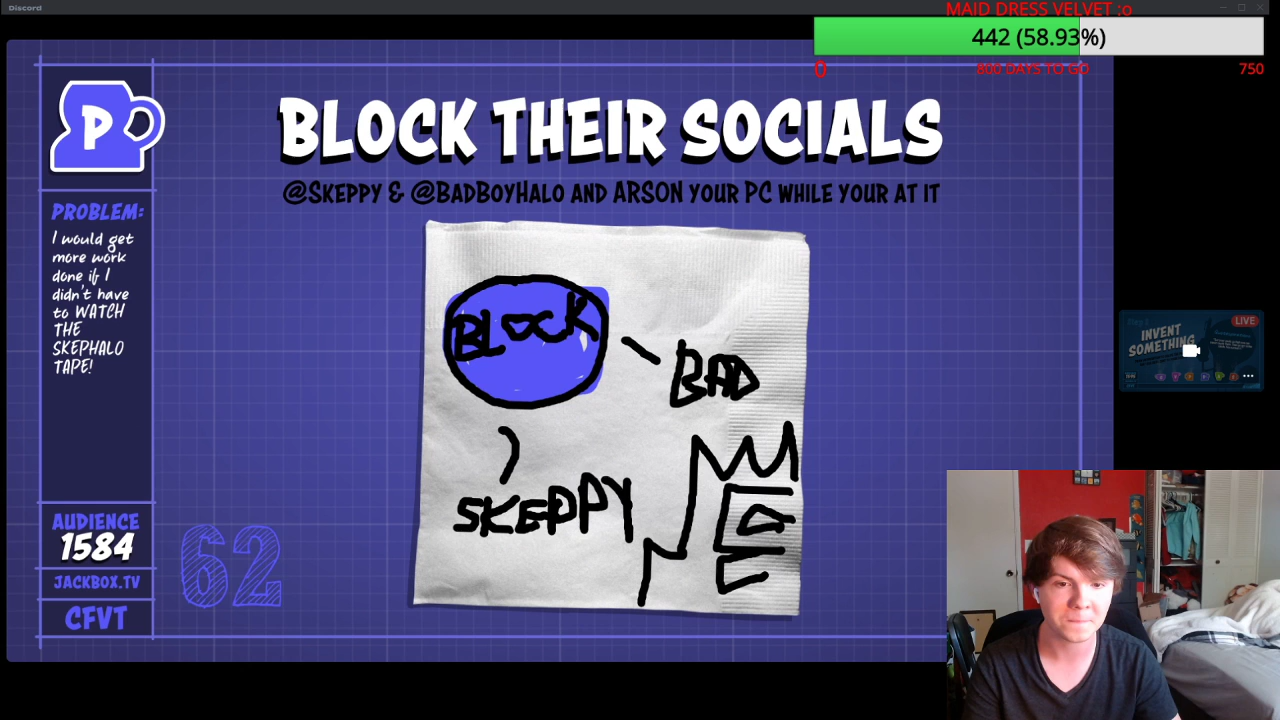 Discord
MAID DRESS VELVET :o
442 (58.93%)
0
800 DAYS TO GO
750
P
BLOCK THEIR SOCIALS
@SKEPPY & @BADBOYHALO AND ARSON YOUR PC WHILE YOUR AT IT
PROBLEM:
I would get
more work
done if I
didn't have
to WATCH
THE
SKEPHALO
TAPE!
BLOCK
BAD
SKEPPY
ME
LIVE
INVENT
SOMETHING
AUDIENCE
1584
JACKBOX.TV
CFVT
62